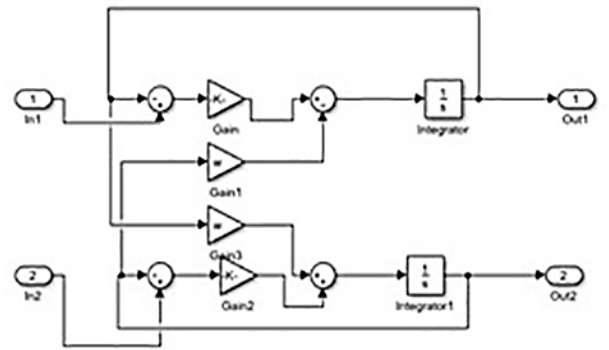 1
In1
-K-
Gain
1
s
Integrator
1
Out1
Gain1
Gain3
2
In2
-K-
Gain2
1
s
Integrator1
2
Out2